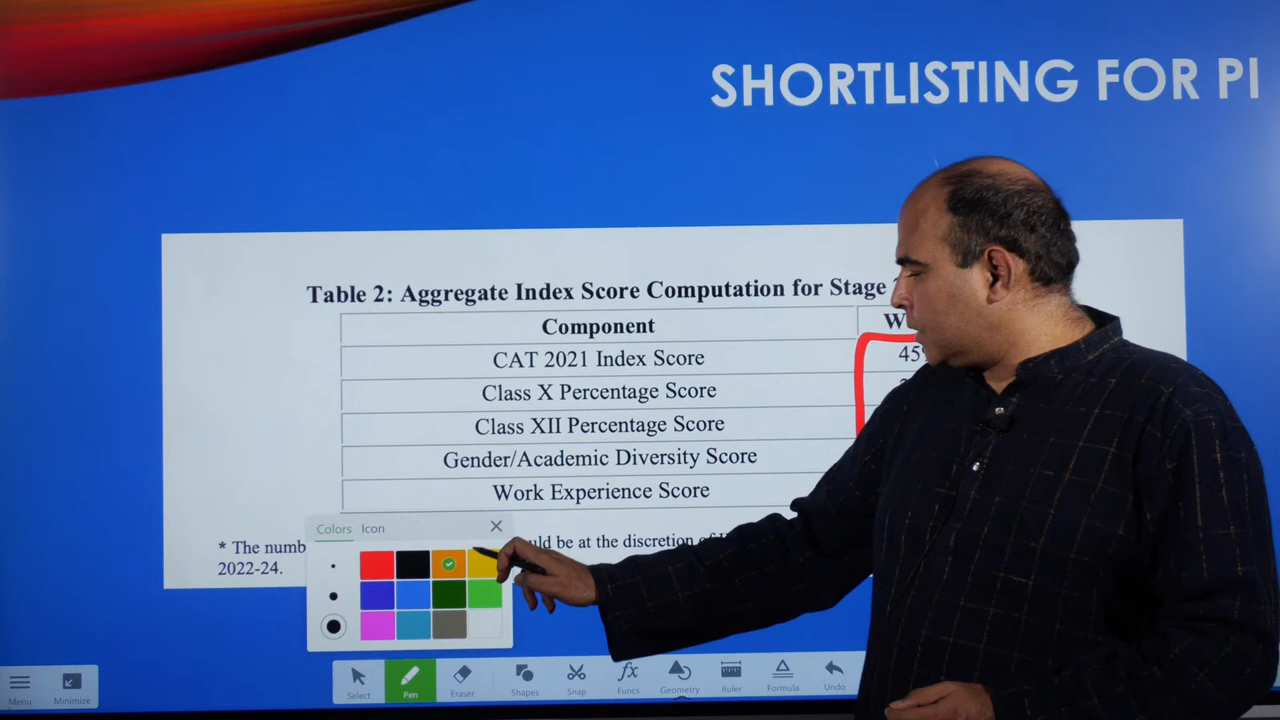 SHORTLISTING FOR PI
Table 2: Aggregate Index Score Computation for Stage
Component
CAT 2021 Index Score
45
Class X Percentage Score
Class XII Percentage Score
Gender/Academic Diversity Score
Work Experience Score
Colors Icon
* The numb
be at the discretion
2022-24.
Menu Minimize Select Pen Eraser Shapes Snap fx Funcs Geometry Ruler Formula Undo